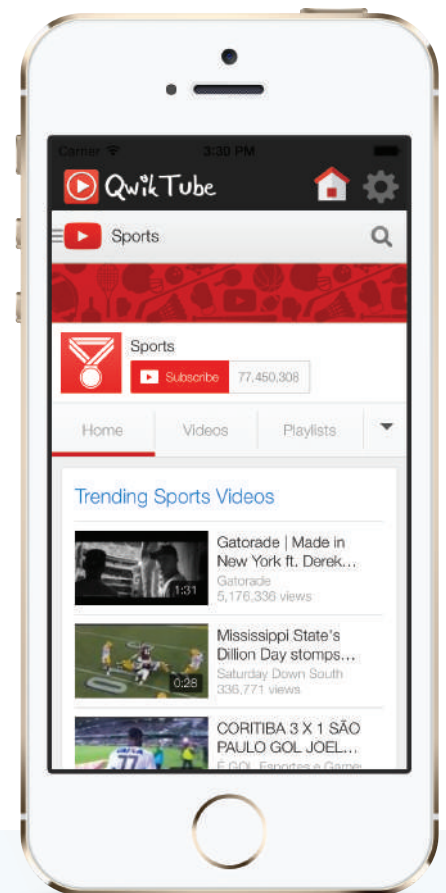 Carrier 3:30 PM
QwikTube
Sports
Sports
Subscribe 77,450,308
Home Videos Playlists
Trending Sports Videos
Gatorade | Made in
New York ft. Derek...
Gatorade
5,176,336 views
1:31
Mississippi State's
Dillion Day stomps...
Saturday Down South
336,771 views
0:28
CORITIBA 3 X 1 SÃO
PAULO GOL JOEL...
É GOL Esportes e Game
77